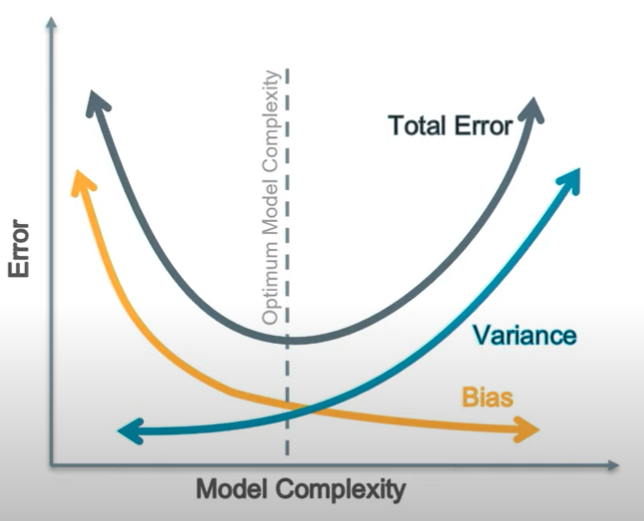 Optimum Model Complexity
Total Error
Error
Variance
Bias
Model Complexity